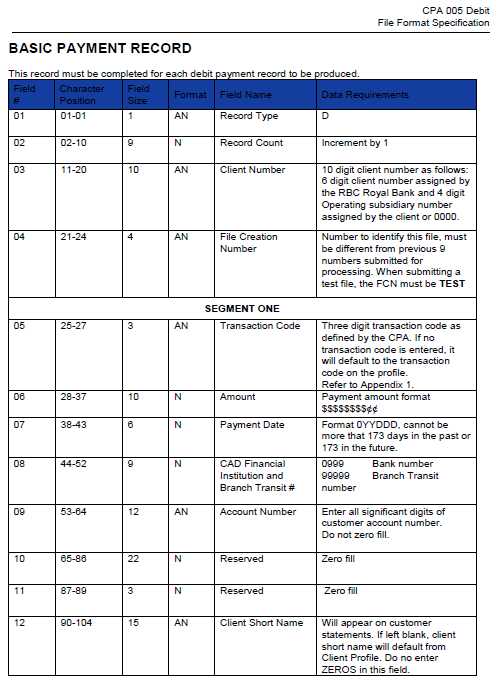 CPA 005 Debit
File Format Specification
BASIC PAYMENT RECORD
This record must be completed for each debit payment record to be produced.
Field # Character Position Field Size Format Field Name Data Requirements
01 01-01 1 AN Record Type D
02 02-10 9 N Record Count Increment by 1
03 11-20 10 AN Client Number 10 digit client number as follows:
6 digit client number assigned by
the RBC Royal Bank and 4 digit
Operating subsidiary number
assigned by the client or 0000.
04 21-24 4 AN File Creation Number Number to identify this file, must
be different from previous 9
numbers submitted for
processing. When submitting a
test file, the FCN must be TEST
SEGMENT ONE
05 25-27 3 AN Transaction Code Three digit transaction code as
defined by the CPA. If no
transaction code is entered, it
will default to the transaction
code on the profile.
Refer to Appendix 1.
06 28-37 10 N Amount Payment amount format
$$$$$$$$¢¢
07 38-43 6 N Payment Date Format 0YYDDD, cannot be
more that 173 days in the past or
173 in the future.
08 44-52 9 N CAD Financial Institution and Branch Transit # 0999 Bank number
99999 Branch Transit
number
09 53-64 12 AN Account Number Enter all significant digits of
customer account number.
Do not zero fill.
10 65-86 22 N Reserved Zero fill
11 87-89 3 N Reserved Zero fill
12 90-104 15 AN Client Short Name Will appear on customer
statements. If left blank, client
short name will default from
Client Profile. Do no enter
ZEROS in this field.